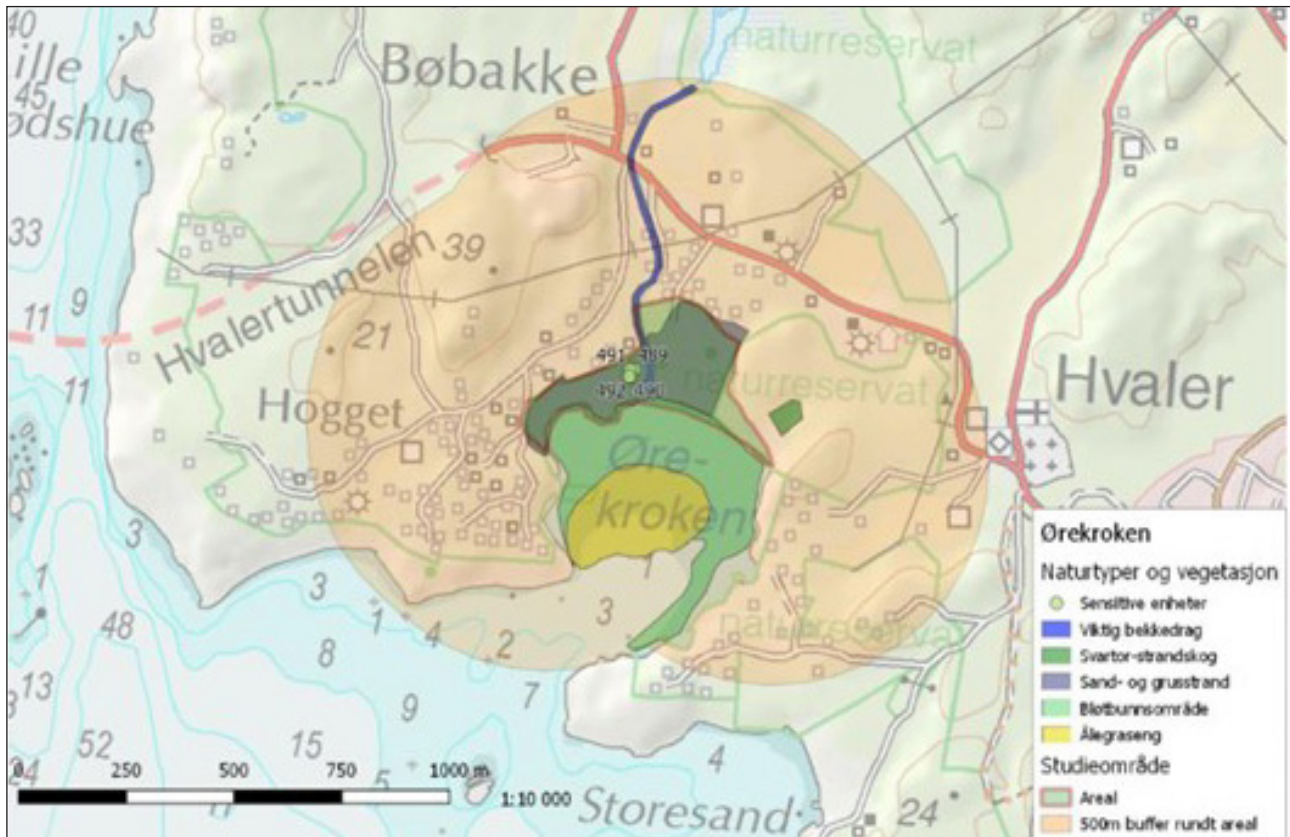 40
naturreservat
Bøbakke
ille
45
ødshue
33
39
9
11
Hvalertunnelen
21
11
491 489
492 490
naturreservat
Hvaler
Hogget
Øre-
kroken
3
1
3
3
1
4
2
naturreservat
48
8
7
13
9
52
15
4
24
5
0 250 500 750 1000 m
1:10 000
Storesand
24
Ørekroken
Naturtyper og vegetasjon
Sensitive enheter
Viktig bekkedrag
Svartor-strandskog
Sand- og grusstrand
Bløtbunnsområde
Ålegraseng
Studieområde
Areal
500m buffer rundt areal